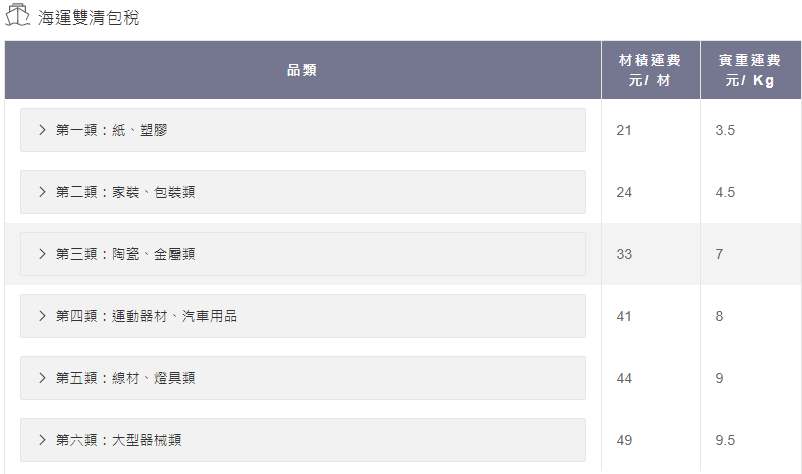 海運雙清包稅
品類
材積運費
元/ 材
實重運費
元/ Kg
第一類：紙、塑膠 21 3.5
第二類：家裝、包裝類 24 4.5
第三類：陶瓷、金屬類 33 7
第四類：運動器材、汽車用品 41 8
第五類：線材、燈具類 44 9
第六類：大型器械類 49 9.5